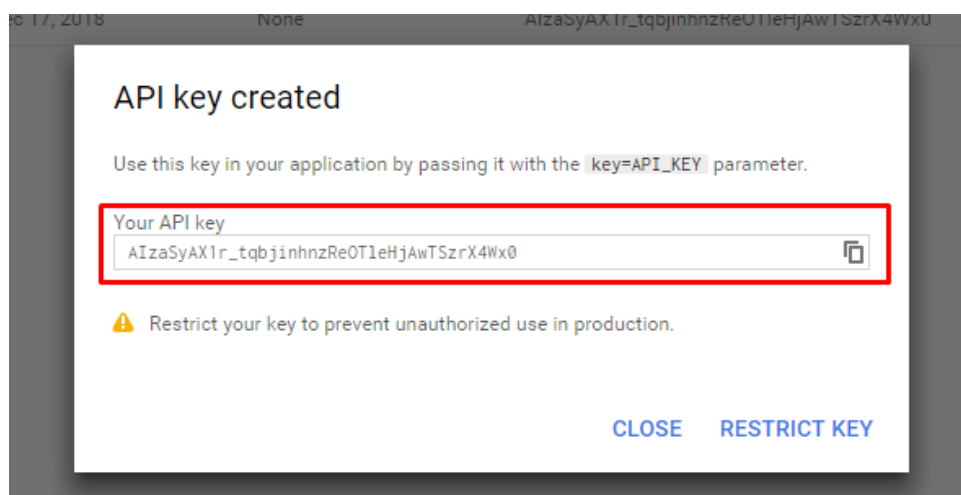 17, 2018 None AIzaSyAX1r_tqbjinhnzReOTleHjAwTSzrX4Wx0
API key created
Use this key in your application by passing it with the key=API_KEY parameter.
Your API key
AIzaSyAX1r_tqbjinhnzReOTleHjAwTSzrX4Wx0
Restrict your key to prevent unauthorized use in production.
CLOSE RESTRICT KEY